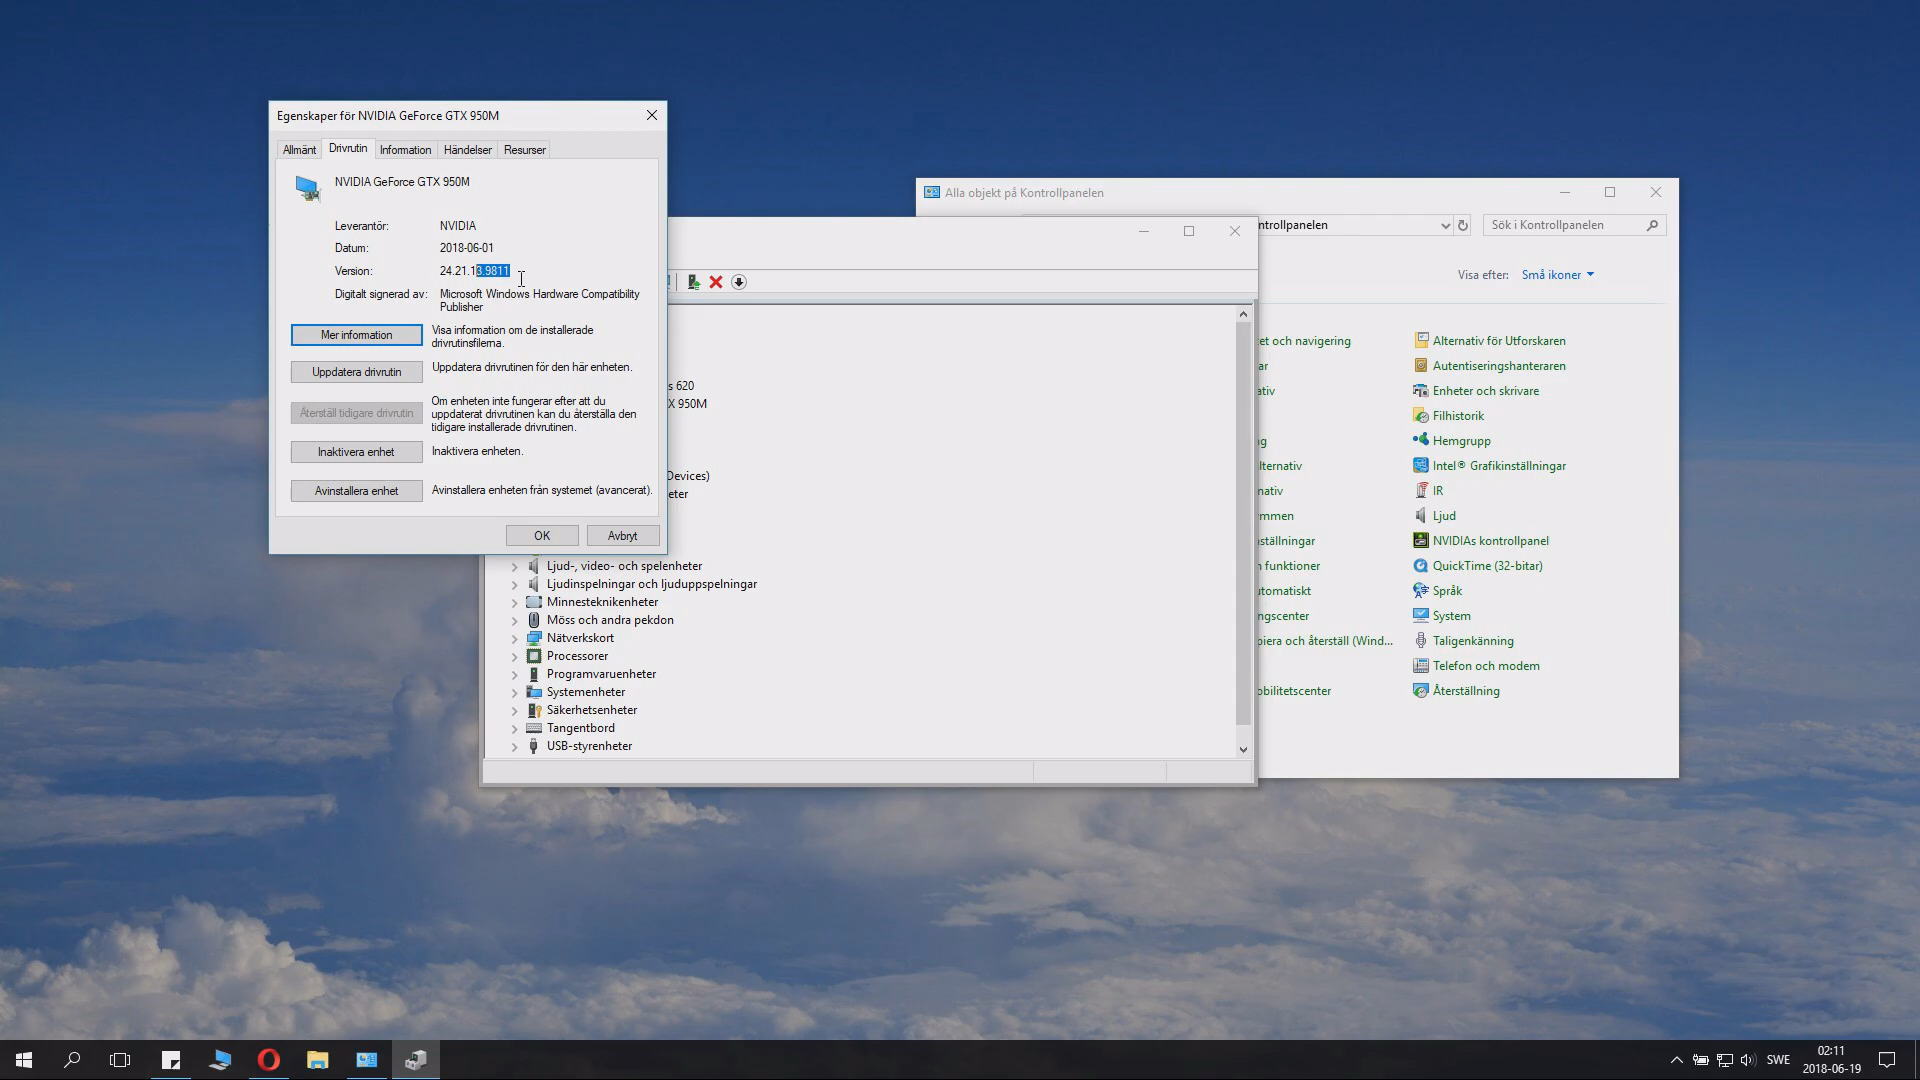 Egenskaper för NVIDIA GeForce GTX 950M
Allmänt
Drivrutin
Information
Händelser
Resurser
NVIDIA GeForce GTX 950M
Leverantör: NVIDIA
Datum: 2018-06-01
Version: 24.21.13.9811
Digitalt signerad av: Microsoft Windows Hardware Compatibility
Publisher
Mer information
Visa information om de installerade
drivrutinsfilerna.
Uppdatera drivrutin
Uppdatera drivrutinen för den här enheten.
Återställ tidigare drivrutin
Om enheten inte fungerar efter att du
uppdaterat drivrutinen kan du återställa den
tidigare installerade drivrutinen.
Inaktivera enhet
Inaktivera enheten.
Avinstallera enhet
Avinstallera enheten från systemet (avancerat).
OK
Avbryt
s 620
X 950M
Devices)
eter
Ljud-, video- och spelenheter
Ljudinspelningar och ljuduppspelningar
Minnesteknikenheter
Möss och andra pekdon
Nätverkskort
Processorer
Programvaruenheter
Systemenheter
Säkerhetsenheter
Tangentbord
USB-styrenheter
Alla objekt på Kontrollpanelen
ntrollpanelen
Sök i Kontrollpanelen
Visa efter: Små ikoner
et och navigering
ar
ativ
g
lternativ
nativ
mmen
ställningar
n funktioner
utomatiskt
ngscenter
piera och återställ (Wind...
obilitetscenter
Alternativ för Utforskaren
Autentiseringshanteraren
Enheter och skrivare
Filhistorik
Hemgrupp
Intel® Grafikinställningar
IR
Ljud
NVIDIAs kontrollpanel
QuickTime (32-bitar)
Språk
System
Taligenkänning
Telefon och modem
Återställning
SWE
02:11
2018-06-19